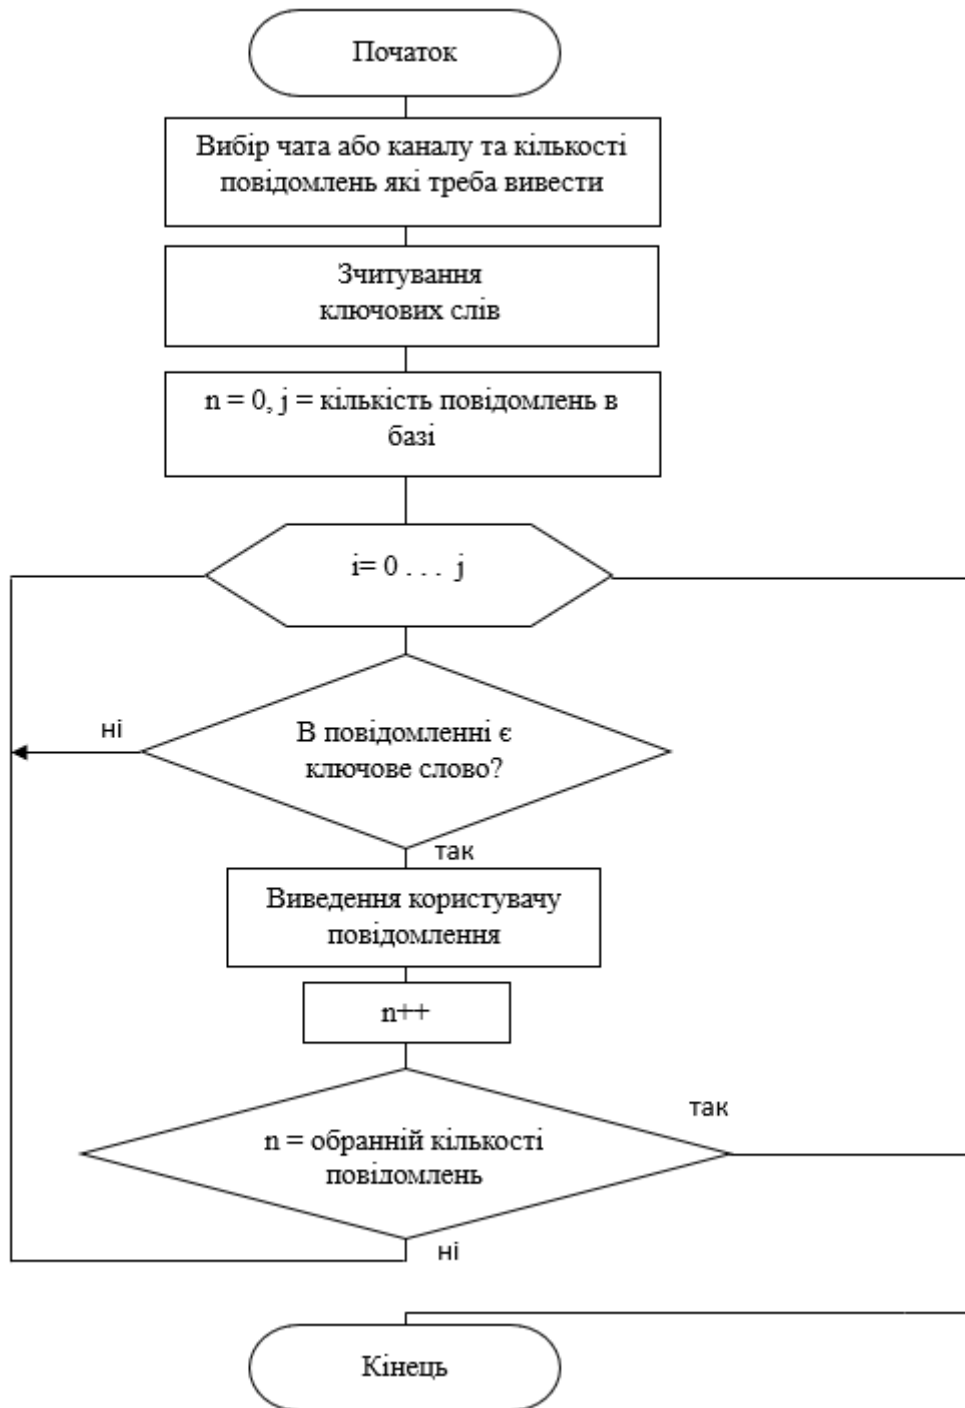 Початок
Вибір чата або каналу та кількості
повідомлень які треба вивести
Зчитування
ключових слів
n = 0, j = кількість повідомлень в
базі
i= 0 . . . j
ні
В повідомленні є
ключове слово?
так
Виведення користувачу
повідомлення
n++
так
n = обранній кількості
повідомлень
ні
Кінець